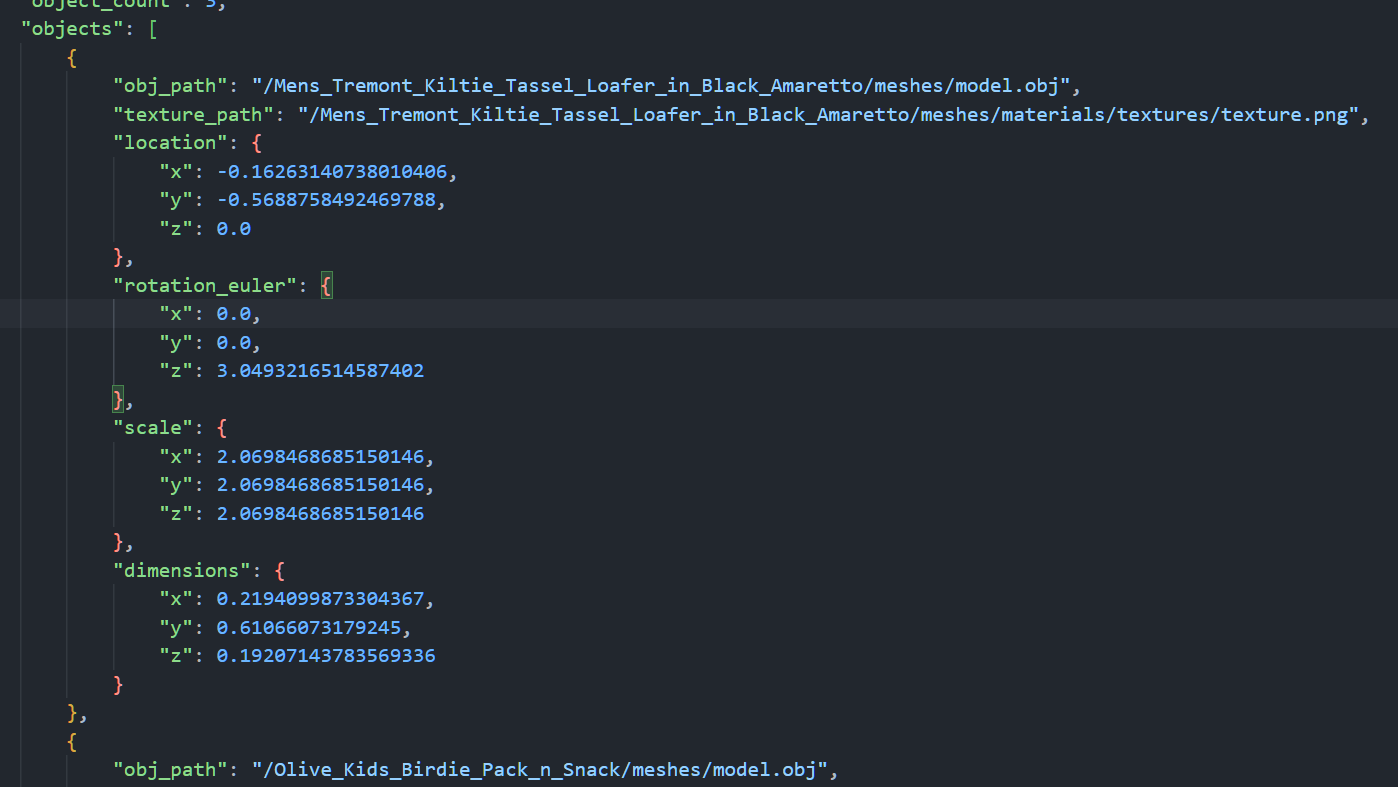 "object_count": 3,
"objects": [
{
"obj_path": "/Mens_Tremont_Kiltie_Tassel_Loafer_in_Black_Amaretto/meshes/model.obj",
"texture_path": "/Mens_Tremont_Kiltie_Tassel_Loafer_in_Black_Amaretto/meshes/materials/textures/texture.png",
"location": {
"x": -0.16263140738010406,
"y": -0.5688758492469788,
"z": 0.0
},
"rotation_euler": {
"x": 0.0,
"y": 0.0,
"z": 3.0493216514587402
},
"scale": {
"x": 2.0698468685150146,
"y": 2.0698468685150146,
"z": 2.0698468685150146
},
"dimensions": {
"x": 0.2194099873304367,
"y": 0.61066073179245,
"z": 0.19207143783569336
}
},
{
"obj_path": "/Olive_Kids_Birdie_Pack_n_Snack/meshes/model.obj",